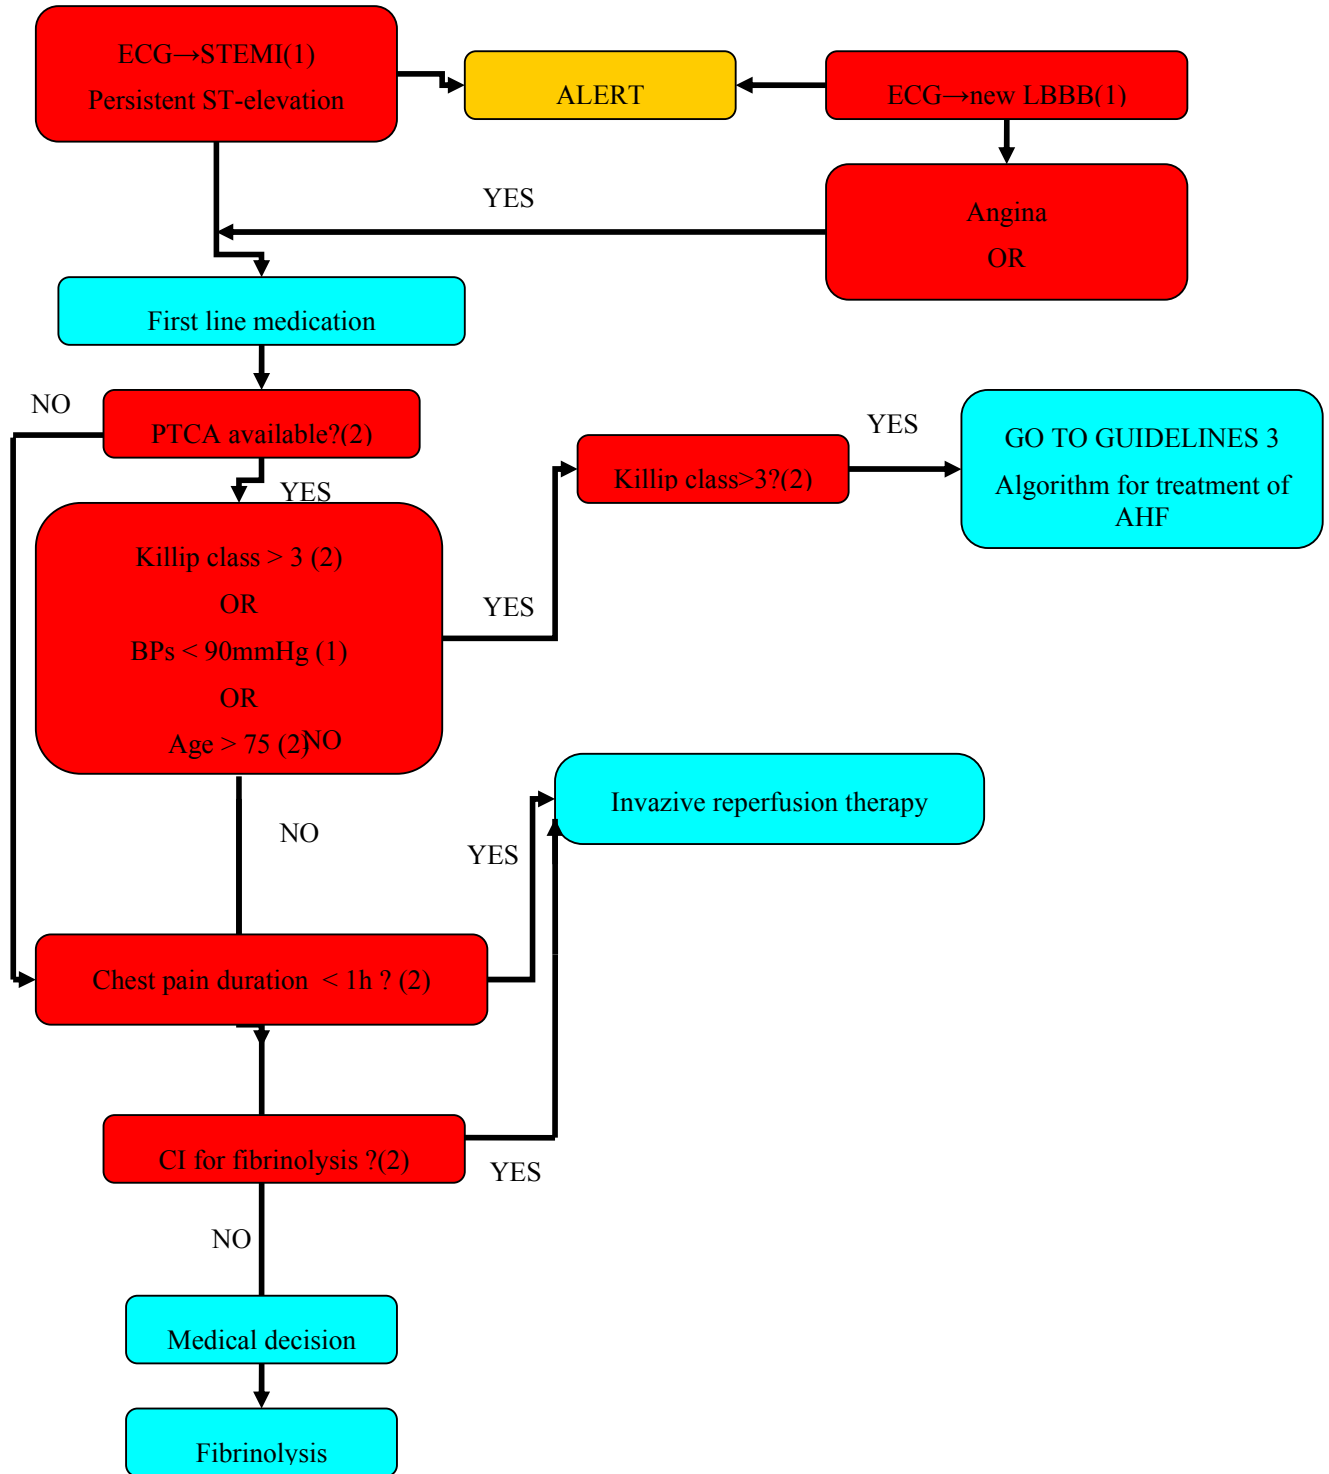 ECG→STEMI(1)
Persistent ST-elevation
ALERT
ECG→new LBBB(1)
YES
Angina
OR
First line medication
NO
PTCA available?(2)
YES
Killip class>3?(2)
YES
GO TO GUIDELINES 3
Algorithm for treatment of
AHF
Killip class > 3 (2)
OR
BPs < 90mmHg (1)
OR
Age > 75 (2)
NO
YES
NO
Invazive reperfusion therapy
YES
Chest pain duration < 1h ? (2)
CI for fibrinolysis ?(2)
YES
NO
Medical decision
Fibrinolysis